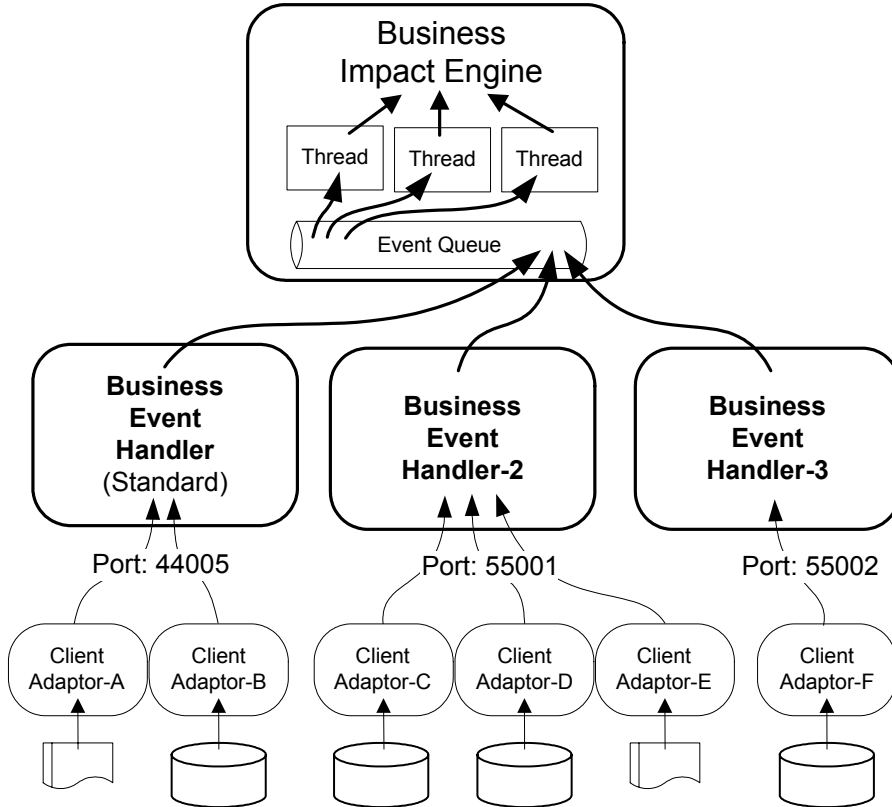 Business
Impact Engine
Thread
Thread
Thread
Event Queue
Business
Event
Handler
(Standard)
Business
Event
Handler-2
Business
Event
Handler-3
Port: 44005
Port: 55001
Port: 55002
Client
Adaptor-A
Client
Adaptor-B
Client
Adaptor-C
Client
Adaptor-D
Client
Adaptor-E
Client
Adaptor-F